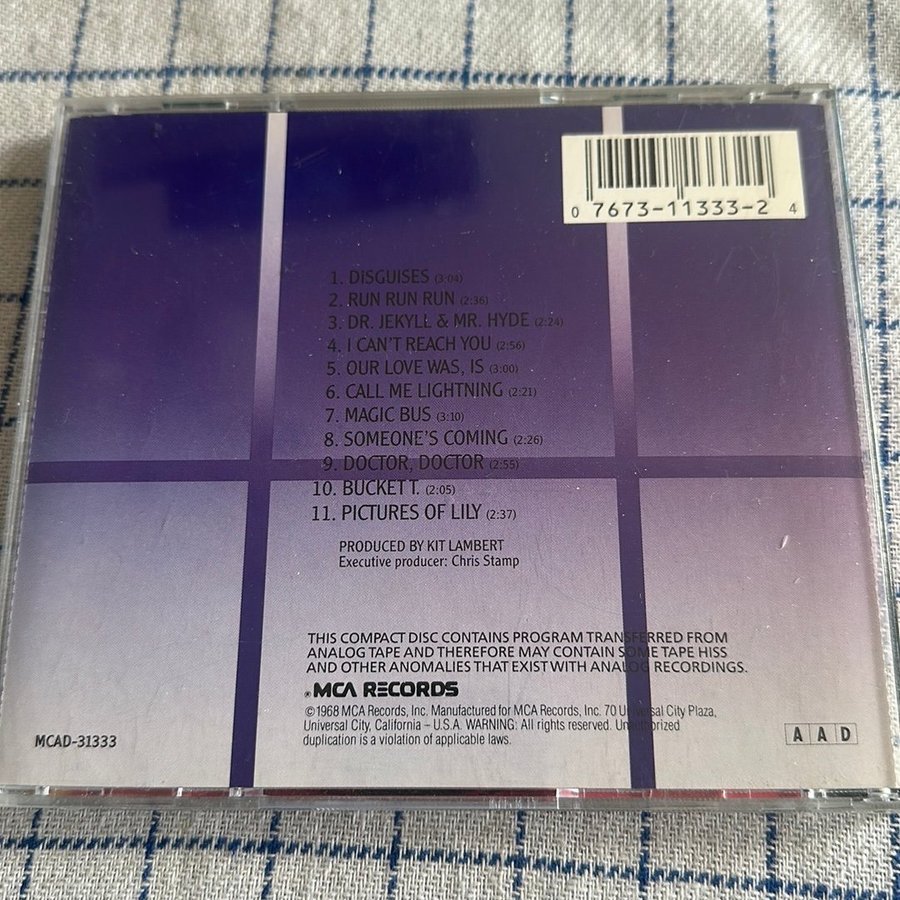 0 7673-11333-2 4
1. DISGUISES (3:04)
2. RUN RUN RUN (2:36)
3. DR. JEKYLL & MR. HYDE (2:24)
4. I CAN'T REACH YOU (2:56)
5. OUR LOVE WAS, IS (3:00)
6. CALL ME LIGHTNING (2:21)
7. MAGIC BUS (3:10)
8. SOMEONE'S COMING (2:26)
9. DOCTOR, DOCTOR (2:55)
10. BUCKET T. (2:05)
11. PICTURES OF LILY (2:37)
PRODUCED BY KIT LAMBERT
Executive producer: Chris Stamp
THIS COMPACT DISC CONTAINS PROGRAM TRANSFERRED FROM
ANALOG TAPE AND THEREFORE MAY CONTAIN SOME TAPE HISS
AND OTHER ANOMALIES THAT EXIST WITH ANALOG RECORDINGS.
® MCA RECORDS
©1968 MCA Records, Inc. Manufactured for MCA Records, Inc. 70 Universal City Plaza,
Universal City, California – U.S.A. WARNING: All rights reserved. Unauthorized
duplication is a violation of applicable laws.
MCAD-31333
A A D